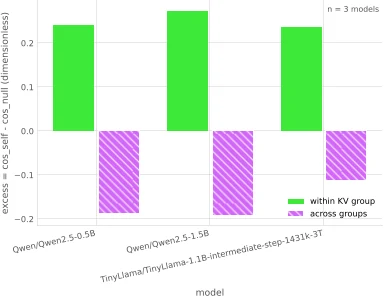 n = 3 models
excess = cos_self - cos_null (dimensionless)
0.2
0.1
0.0
−0.1
−0.2
within KV group
across groups
Qwen/Qwen2.5-0.5B
Qwen/Qwen2.5-1.5B
TinyLlama/TinyLlama-1.1B-intermediate-step-1431k-3T
model